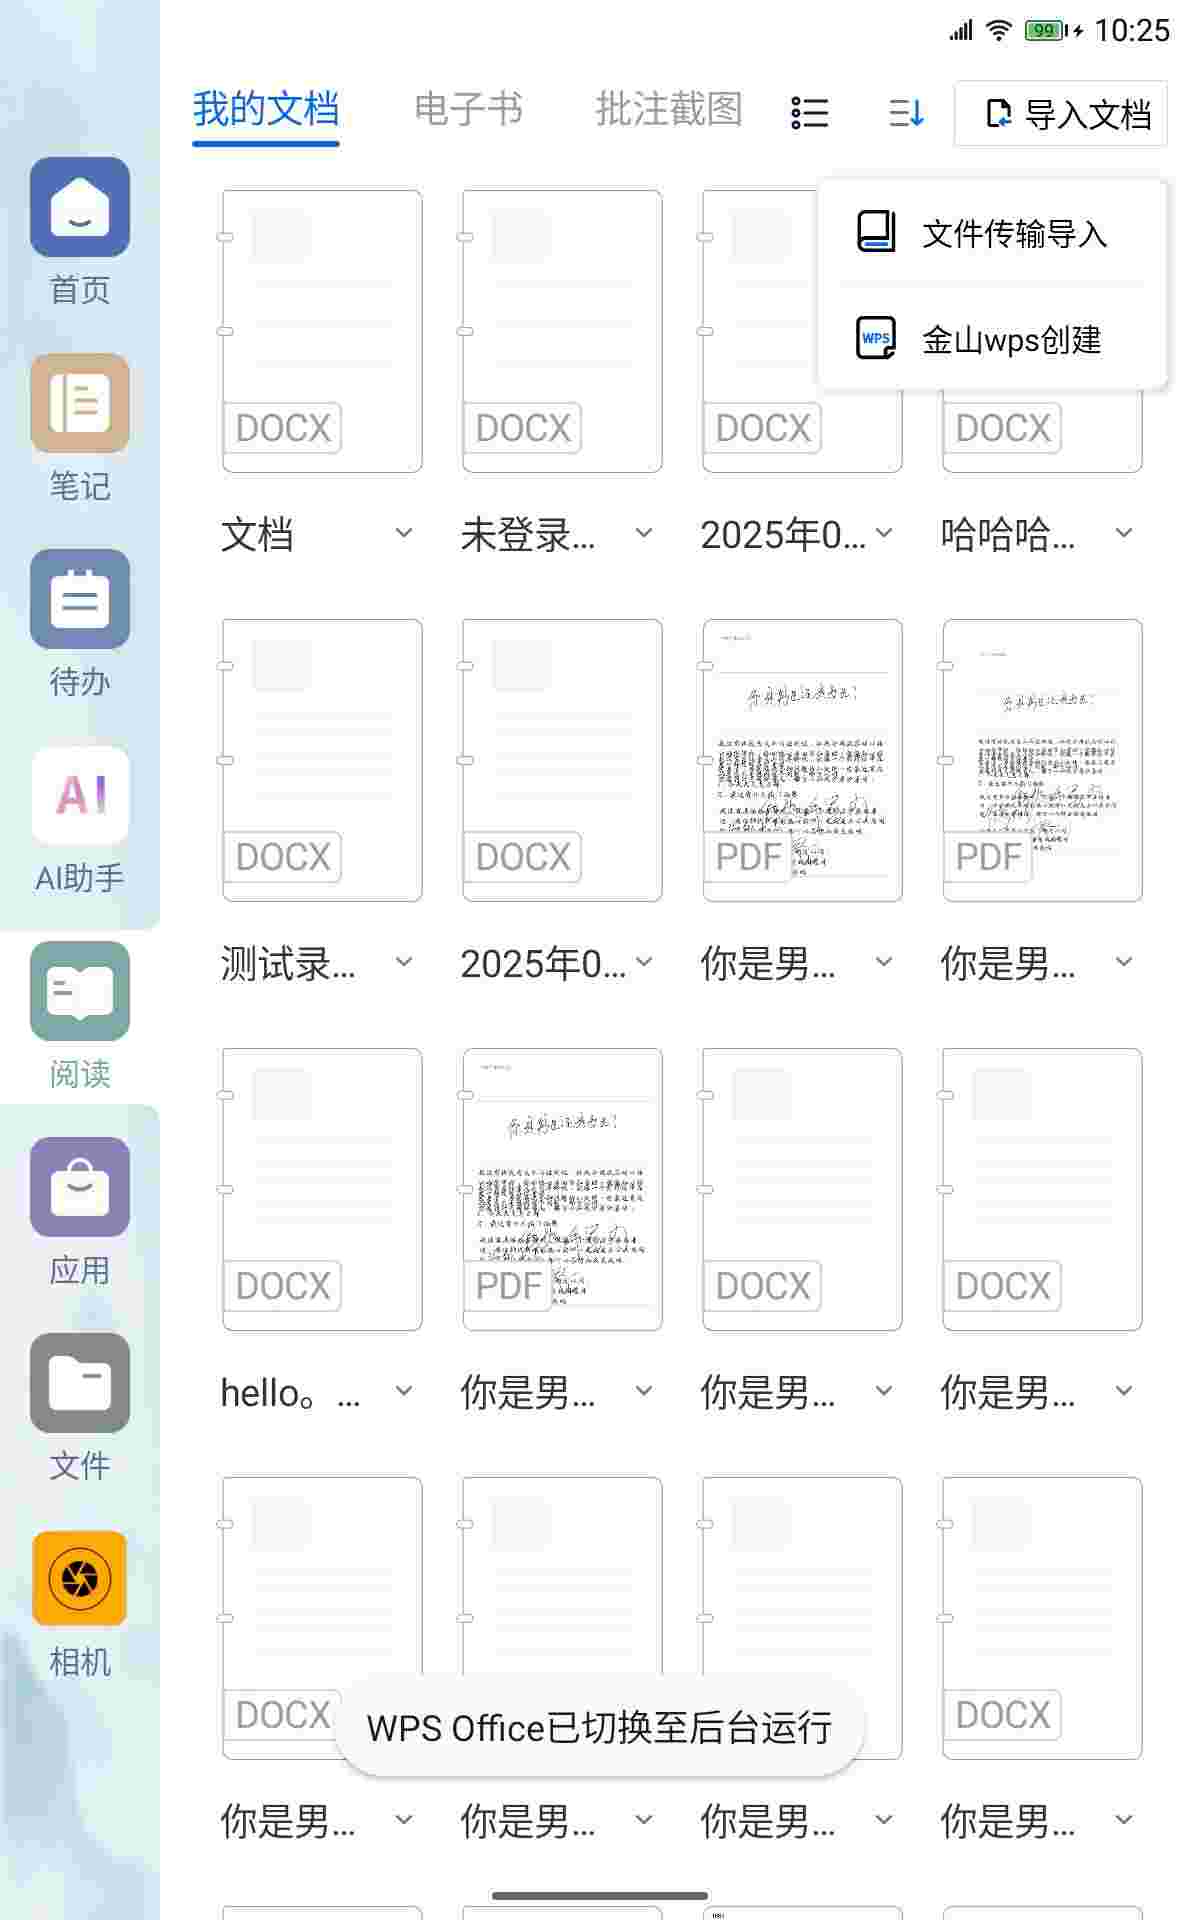 99 10:25
我的文档 电子书 批注截图 导入文档
文件传输导入
WPS 金山wps创建
首页
笔记
待办
AI
AI助手
阅读
应用
文件
相机
DOCX DOCX DOCX DOCX
文档 未登录... 2025年0... 哈哈哈...
DOCX DOCX PDF PDF
测试录... 2025年0... 你是男... 你是男...
DOCX PDF DOCX DOCX
hello。... 你是男... 你是男... 你是男...
DOCX DOCX
WPS Office已切换至后台运行
你是男... 你是男... 你是男... 你是男...